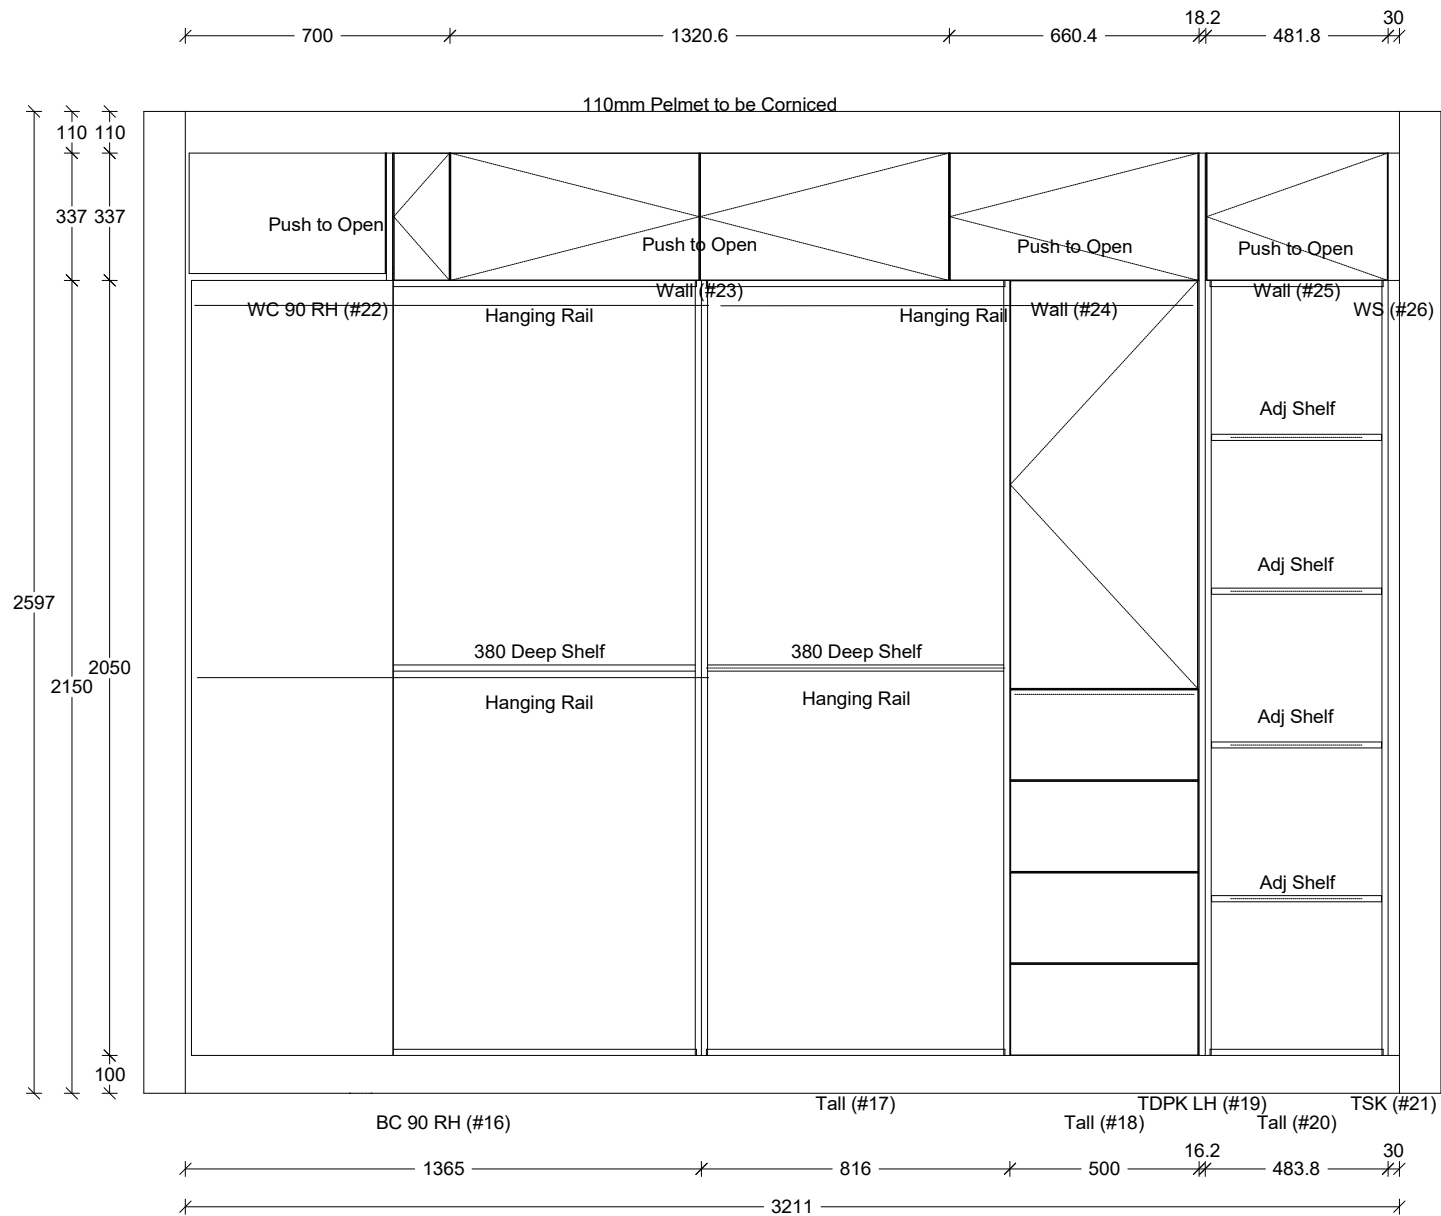 18.2
30
700
1320.6
660.4
481.8
110mm Pelmet to be Corniced
110
110
337
337
Push to Open
Push to Open
Push to Open
Push to Open
Wall (#23)
Wall (#25)
WC 90 RH (#22)
Hanging Rail
Hanging Rail
Wall (#24)
WS (#26)
Adj Shelf
Adj Shelf
2597
380 Deep Shelf
380 Deep Shelf
2050
2150
Hanging Rail
Hanging Rail
Adj Shelf
Adj Shelf
100
Tall (#17)
TDPK LH (#19)
TSK (#21)
BC 90 RH (#16)
Tall (#18)
Tall (#20)
16.2
30
1365
816
500
483.8
3211